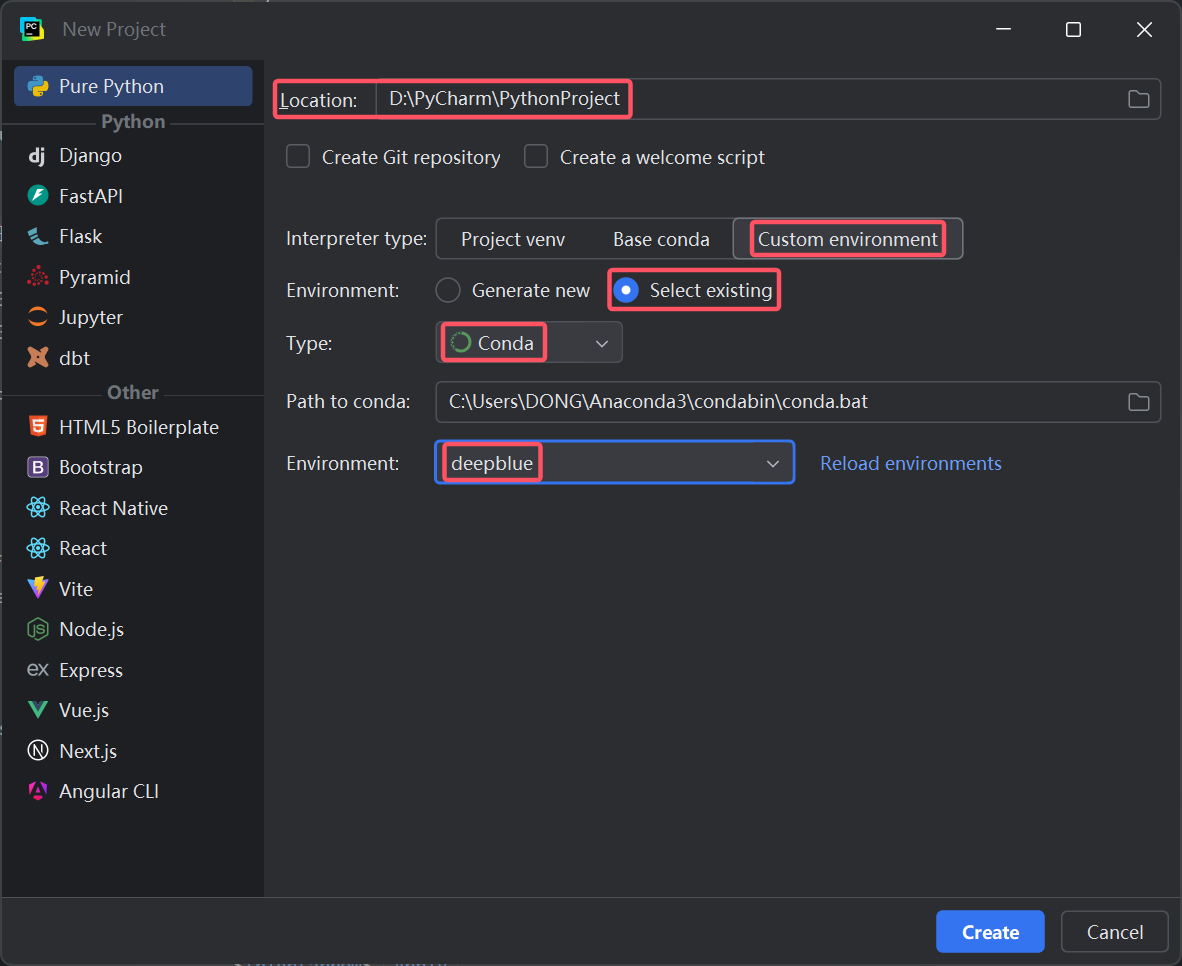 New Project
Pure Python
Python
Django
FastAPI
Flask
Pyramid
Jupyter
dbt
Other
HTML5 Boilerplate
Bootstrap
React Native
React
Vite
Node.js
Express
Vue.js
Next.js
Angular CLI
Location: D:\PyCharm\PythonProject
Create Git repository Create a welcome script
Interpreter type: Project venv Base conda Custom environment
Environment: Generate new Select existing
Type: Conda
Path to conda: C:\Users\DONG\Anaconda3\condabin\conda.bat
Environment: deepblue Reload environments
Create Cancel